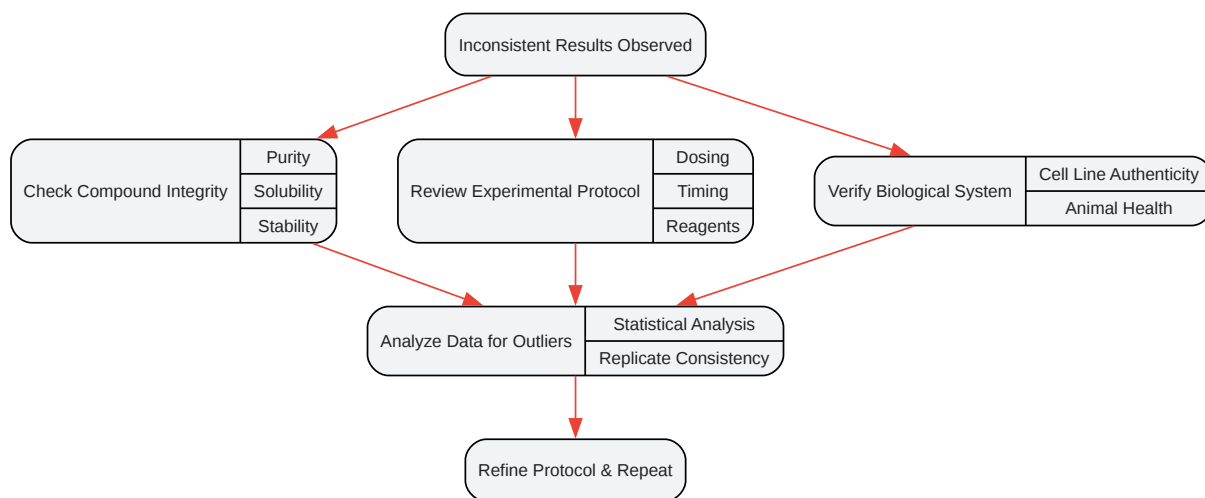 Inconsistent Results Observed
Check Compound Integrity
Purity
Solubility
Stability
Review Experimental Protocol
Dosing
Timing
Reagents
Verify Biological System
Cell Line Authenticity
Animal Health
Analyze Data for Outliers
Statistical Analysis
Replicate Consistency
Refine Protocol & Repeat